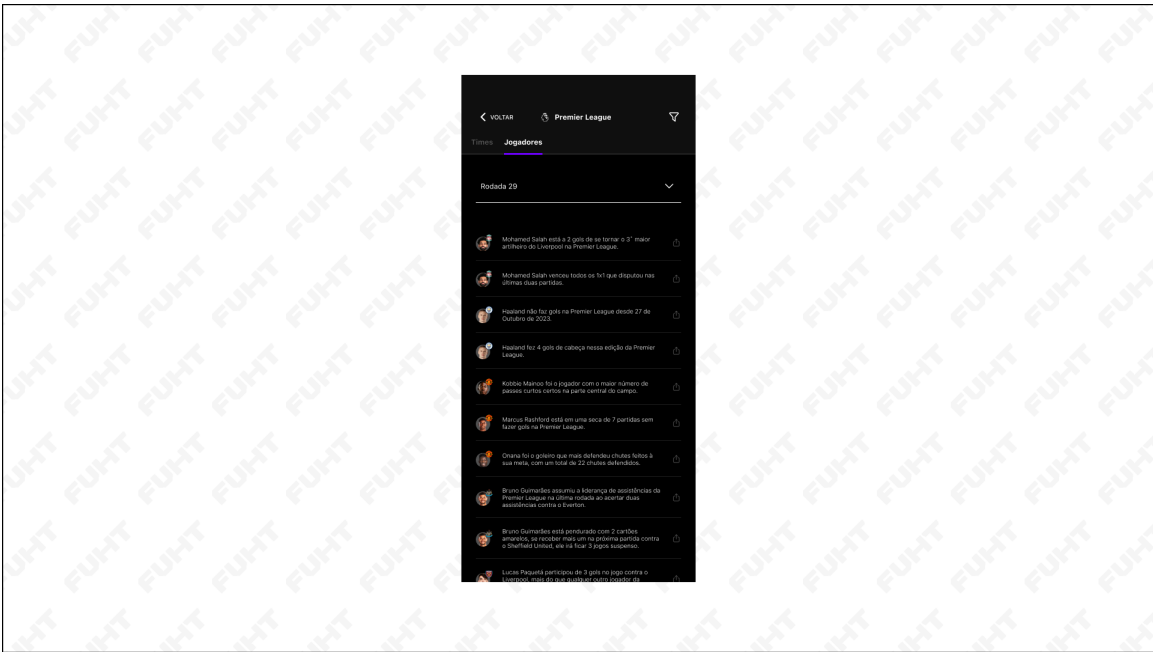 VOLTAR
Premier League
Times
Jogadores
Rodada 29
Mohamed Salah está a 2 gols de se tornar o 3° maior
artilheiro do Liverpool na Premier League.
Mohamed Salah venceu todos os 1x1 que disputou nas
últimas duas partidas.
Haaland não faz gols na Premier League desde 27 de
Outubro de 2023.
Haaland fez 4 gols de cabeça nessa edição da Premier
League.
Kobbie Mainoo foi o jogador com o maior número de
passes curtos certos na parte central do campo.
Marcus Rashford está em uma seca de 7 partidas sem
fazer gols na Premier League.
Onana foi o goleiro que mais defendeu chutes feitos à
sua meta, com um total de 22 chutes defendidos.
Bruno Guimarães assumiu a liderança de assistências da
Premier League na última rodada ao acertar duas
assistências contra o Everton.
Bruno Guimarães está pendurado com 2 cartões
amarelos, se receber mais um na próxima partida contra
o Sheffield United, ele irá ficar 3 jogos suspenso.
Lucas Paquetá participou de 3 gols no jogo contra o
Liverpool, mais do que qualquer outro jogador da
FUHT